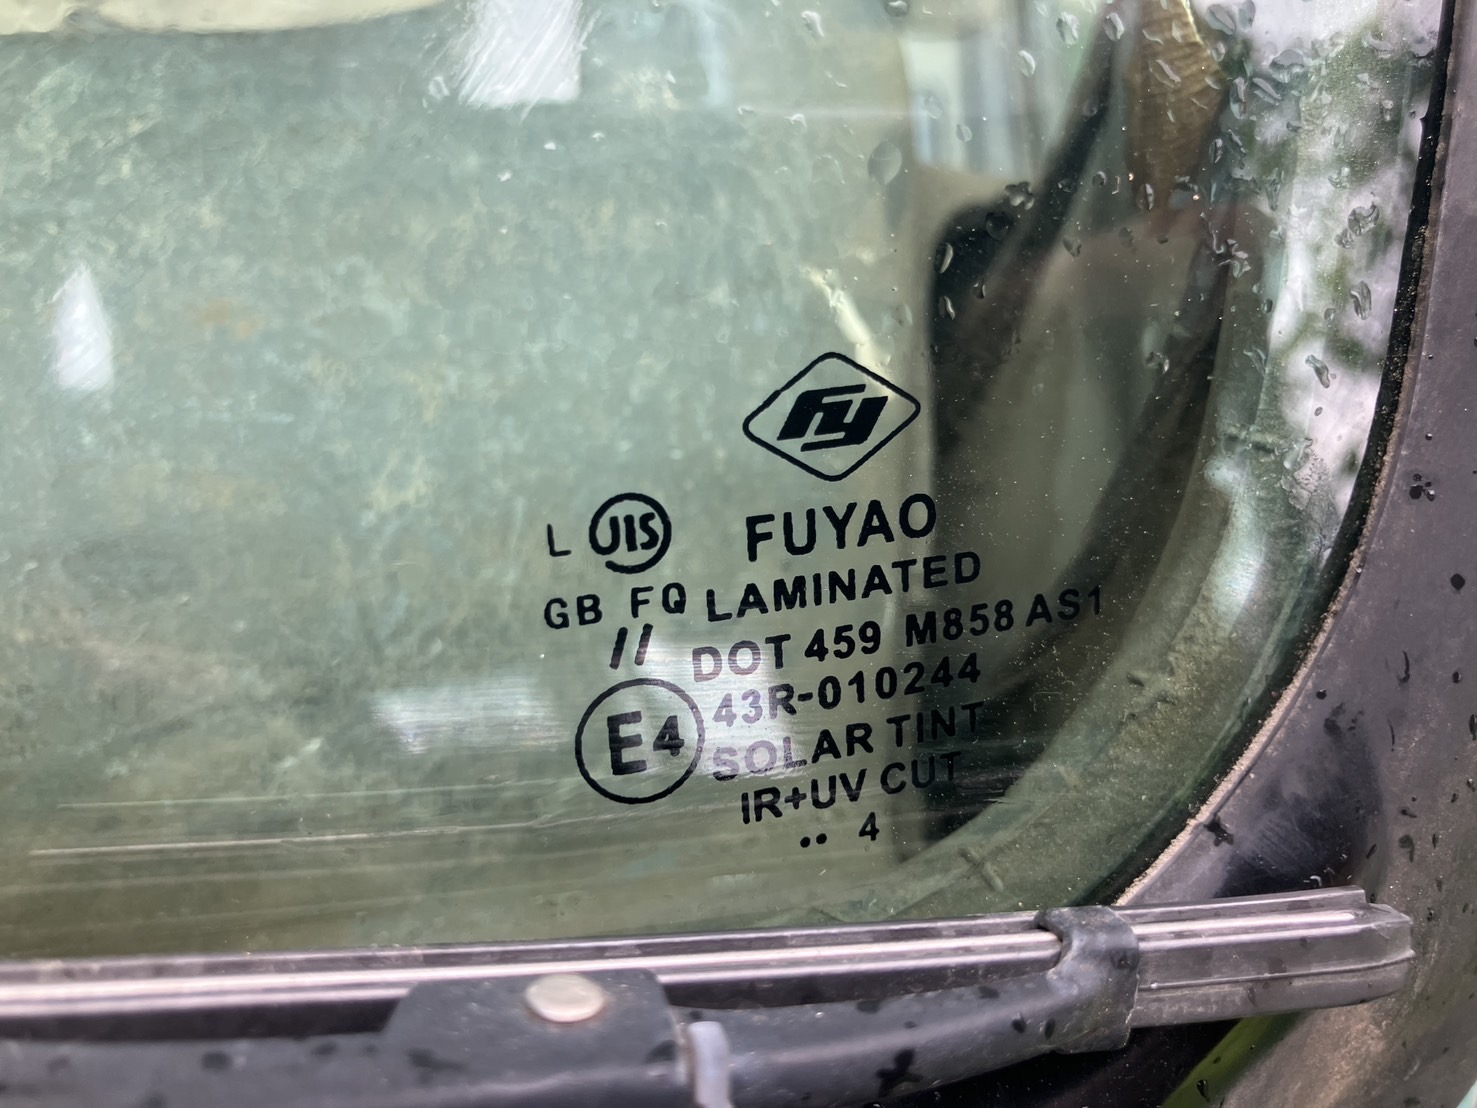 fy
L JIS FUYAO
GB FQ LAMINATED
// DOT 459 M858 AS1
E4 43R-010244
SOLAR TINT
IR+UV CUT
•• 4